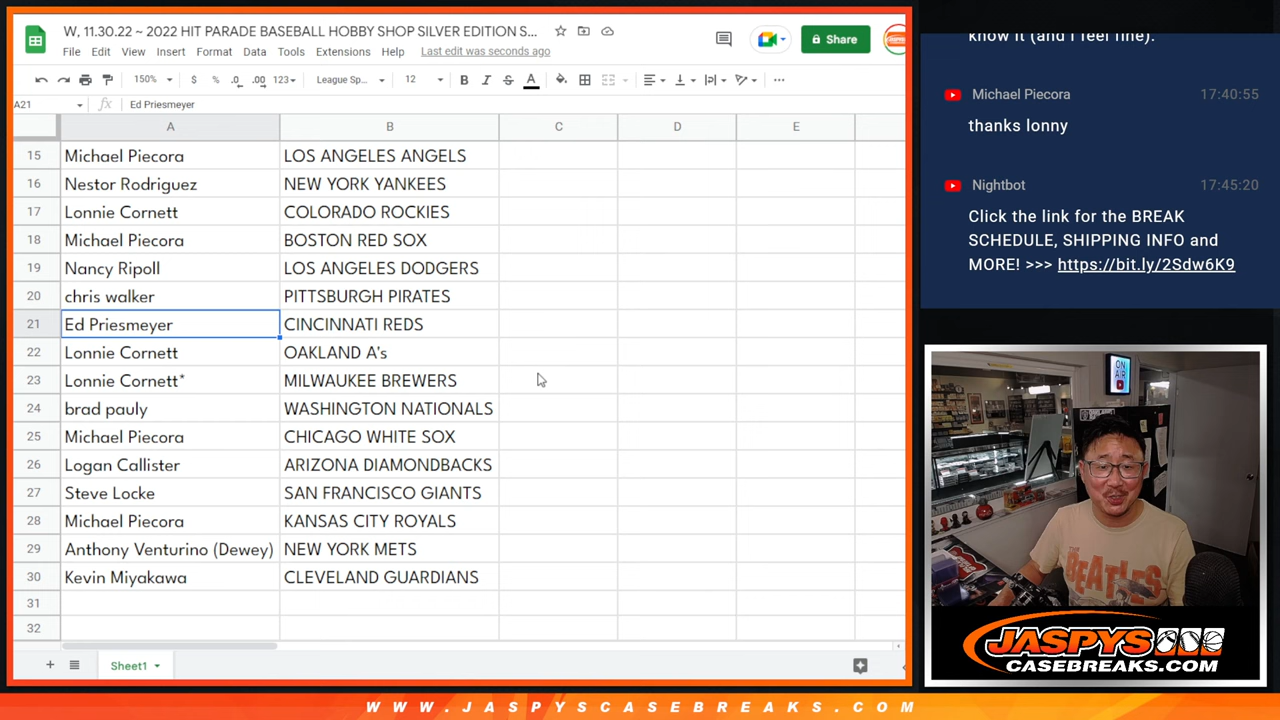 W, 11.30.22 ~ 2022 HIT PARADE BASEBALL HOBBY SHOP SILVER EDITION S...
File Edit View Insert Format Data Tools Extensions Help Last edit was seconds ago
Share
150% $ % .0 .00 123 League Sp... 12 B I S A
A21 fx Ed Priesmeyer
A B C D E
15 Michael Piecora LOS ANGELES ANGELS
16 Nestor Rodriguez NEW YORK YANKEES
17 Lonnie Cornett COLORADO ROCKIES
18 Michael Piecora BOSTON RED SOX
19 Nancy Ripoll LOS ANGELES DODGERS
20 chris walker PITTSBURGH PIRATES
21 Ed Priesmeyer CINCINNATI REDS
22 Lonnie Cornett OAKLAND A's
23 Lonnie Cornett* MILWAUKEE BREWERS
24 brad pauly WASHINGTON NATIONALS
25 Michael Piecora CHICAGO WHITE SOX
26 Logan Callister ARIZONA DIAMONDBACKS
27 Steve Locke SAN FRANCISCO GIANTS
28 Michael Piecora KANSAS CITY ROYALS
29 Anthony Venturino (Dewey) NEW YORK METS
30 Kevin Miyakawa CLEVELAND GUARDIANS
31
32
Sheet1
know it (and I feel fine).
Michael Piecora 17:40:55
thanks lonny
Nightbot 17:45:20
Click the link for the BREAK
SCHEDULE, SHIPPING INFO and
MORE! >>> https://bit.ly/2Sdw6K9
ON
AIR
THE
BEATLES
JASPYS
CASEBREAKS.COM
WWW.JASPYSCASEBREAKS.COM